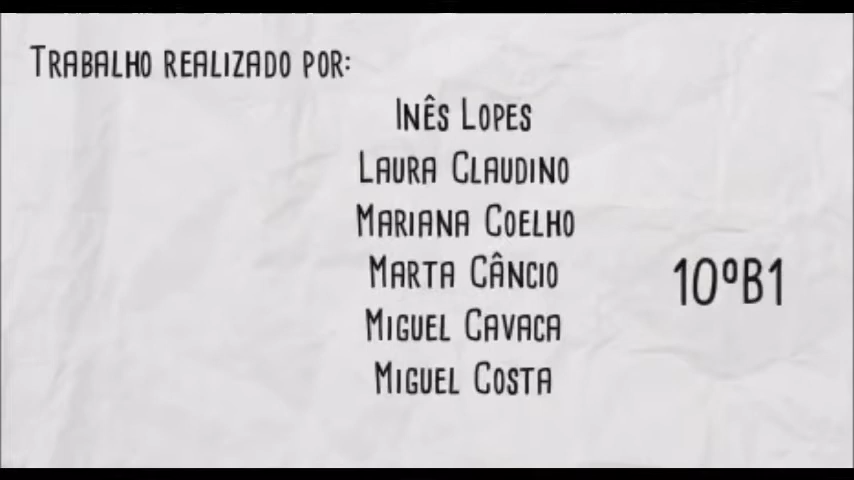 Trabalho realizado por:
Inês Lopes
Laura Claudino
Mariana Coelho
Marta Câncio
Miguel Cavaca
Miguel Costa
10ºB1